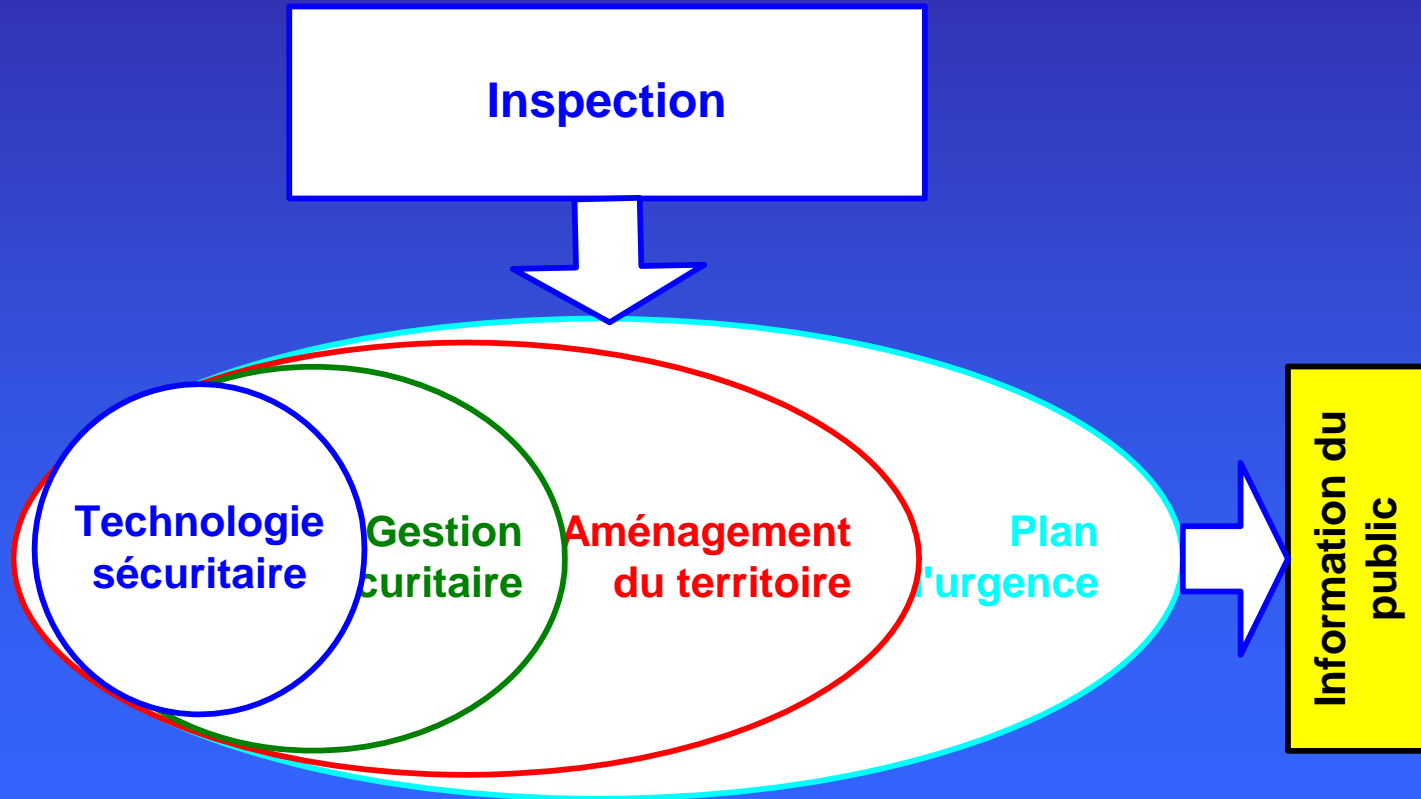 Inspection
Technologie
sécuritaire
Gestion
curitaire
Aménagement
du territoire
Plan
'urgence
Information du
public